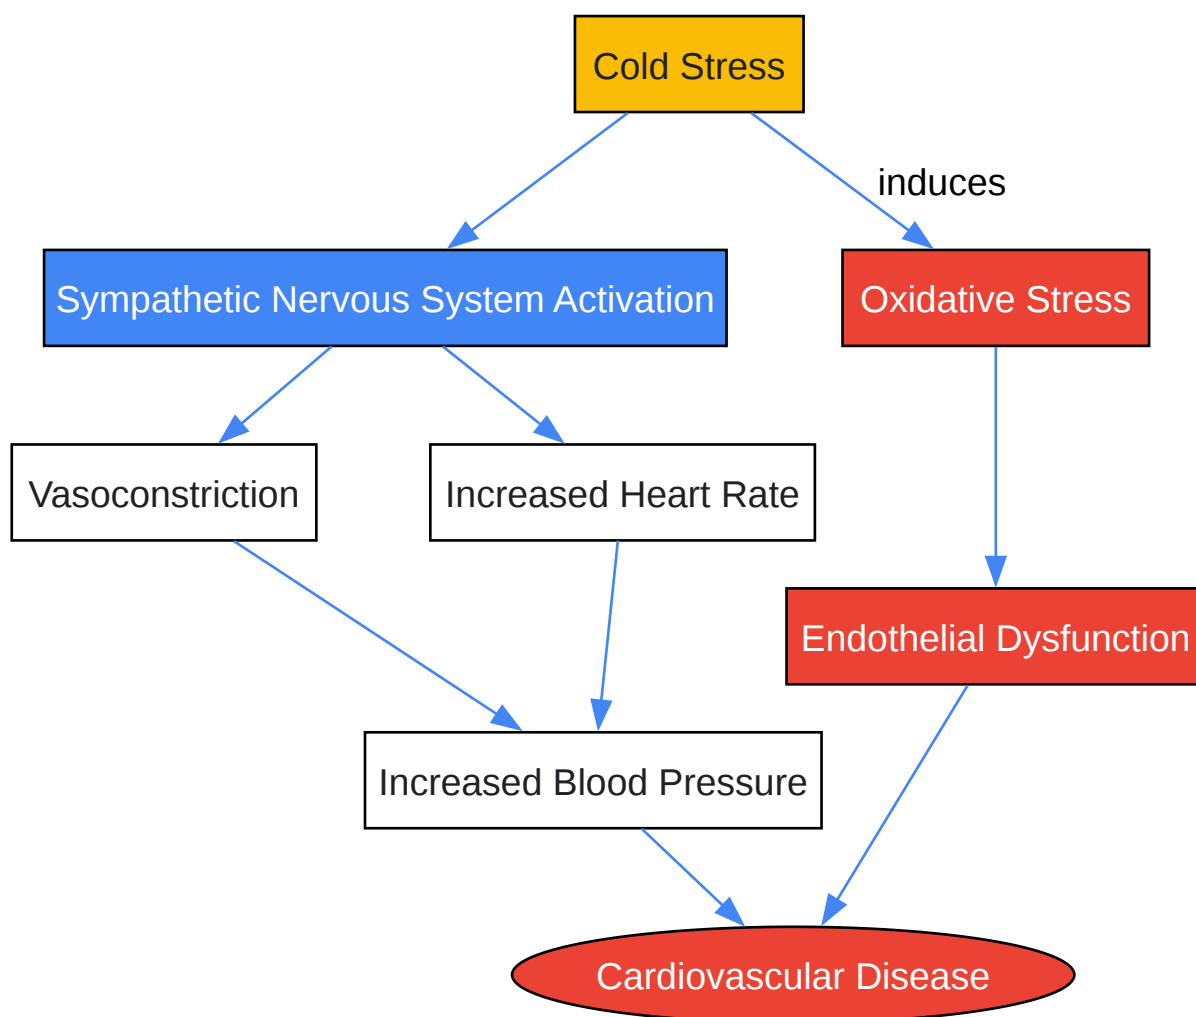 Cold Stress
induces
Sympathetic Nervous System Activation
Oxidative Stress
Vasoconstriction
Increased Heart Rate
Endothelial Dysfunction
Increased Blood Pressure
Cardiovascular Disease